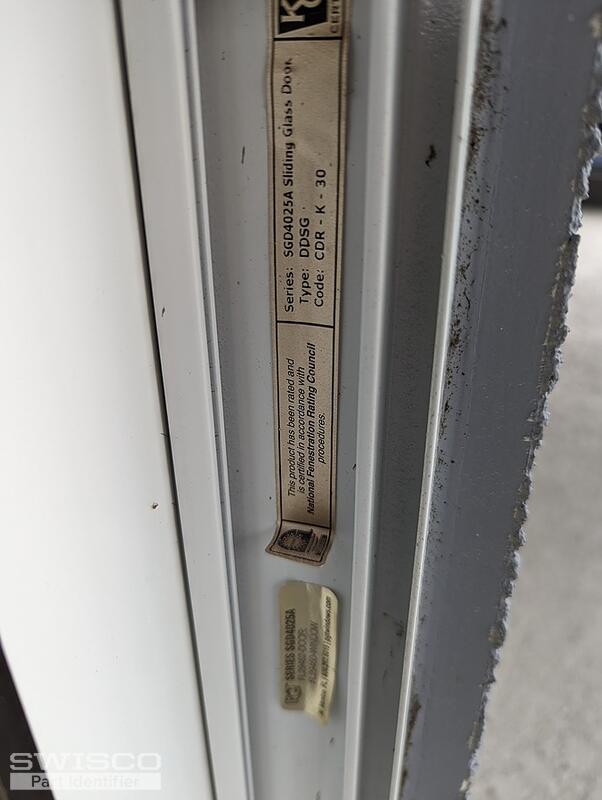 Series: SGD4025A Sliding Glass Door
Type: DDSG
Code: CDR - K - 30
This product has been rated and
is certified in accordance with
National Fenestration Rating Council
procedures.
SERIES SGD4025A
SWISCO
Part Identifier